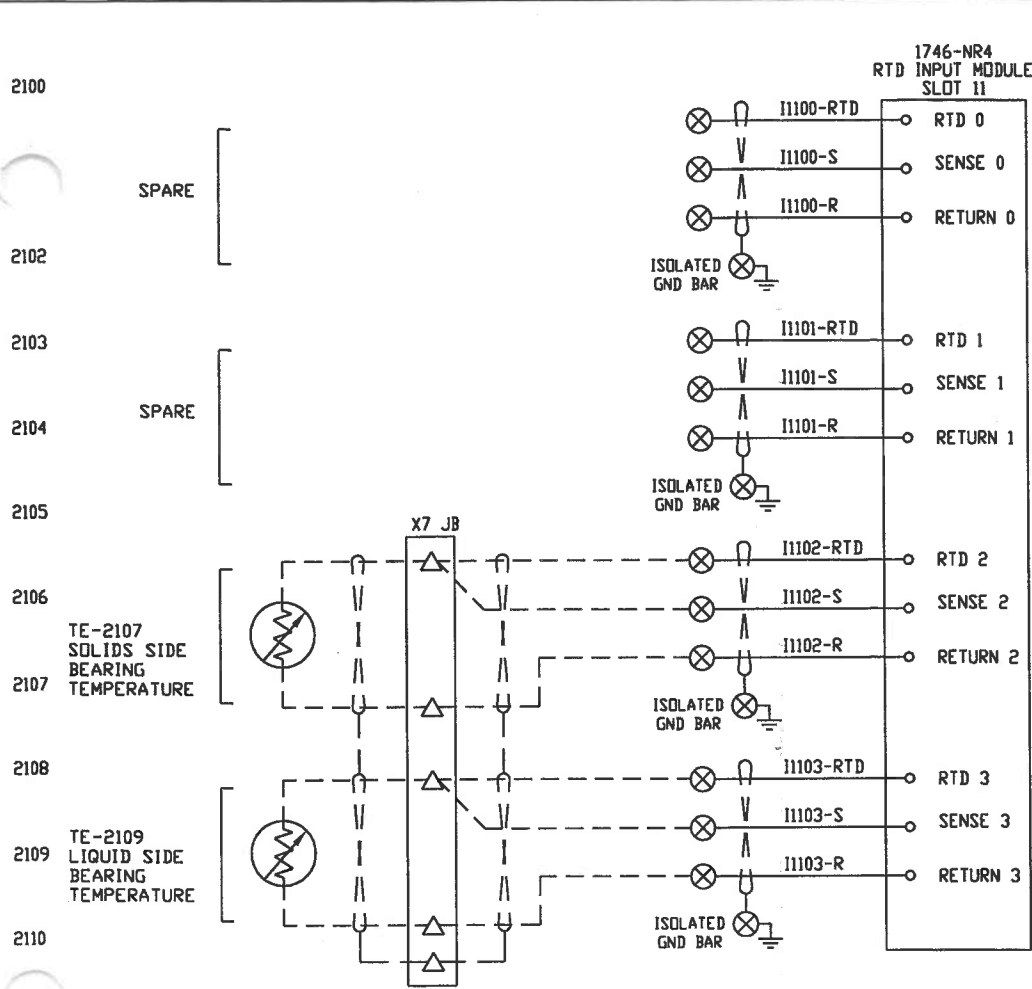 1746-NR4
RTD INPUT MODULE
SLOT 11
2100
I1100-RTD
RTD 0
I1100-S
SENSE 0
SPARE
I1100-R
RETURN 0
2102
ISOLATED
GND BAR
2103
I1101-RTD
RTD 1
I1101-S
SENSE 1
SPARE
2104
I1101-R
RETURN 1
ISOLATED
GND BAR
2105
X7 JB
I1102-RTD
RTD 2
2106
I1102-S
SENSE 2
TE-2107
SOLIDS SIDE
BEARING
TEMPERATURE
2107
I1102-R
RETURN 2
ISOLATED
GND BAR
2108
I1103-RTD
RTD 3
I1103-S
SENSE 3
TE-2109
LIQUID SIDE
BEARING
TEMPERATURE
2109
I1103-R
RETURN 3
ISOLATED
GND BAR
2110